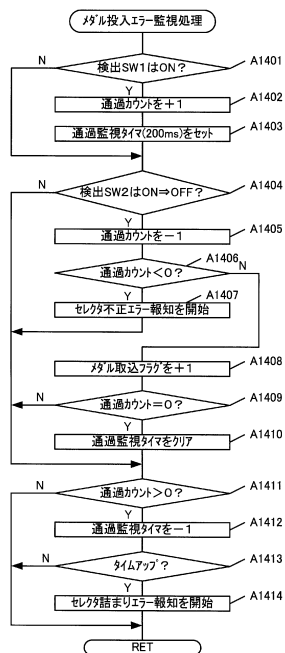 ﾒﾀﾞﾙ投入エラー監視処理
N
検出SW1はON？
A1401
Y
通過カウントを＋1
A1402
通過監視タイマ(200ms)をセット
A1403
N
検出SW2はON⇒OFF？
A1404
Y
通過カウントを－1
A1405
A1406
通過カウント＜0？
N
Y
A1407
セレクタ不正エラー報知を開始
メダル取込フラグを＋1
A1408
N
通過カウント＝0？
A1409
Y
通過監視タイマをクリア
A1410
N
通過カウント＞0？
A1411
Y
通過監視タイマを－1
A1412
N
タイムアップ？
A1413
Y
セレクタ詰まりエラー報知を開始
A1414
RET